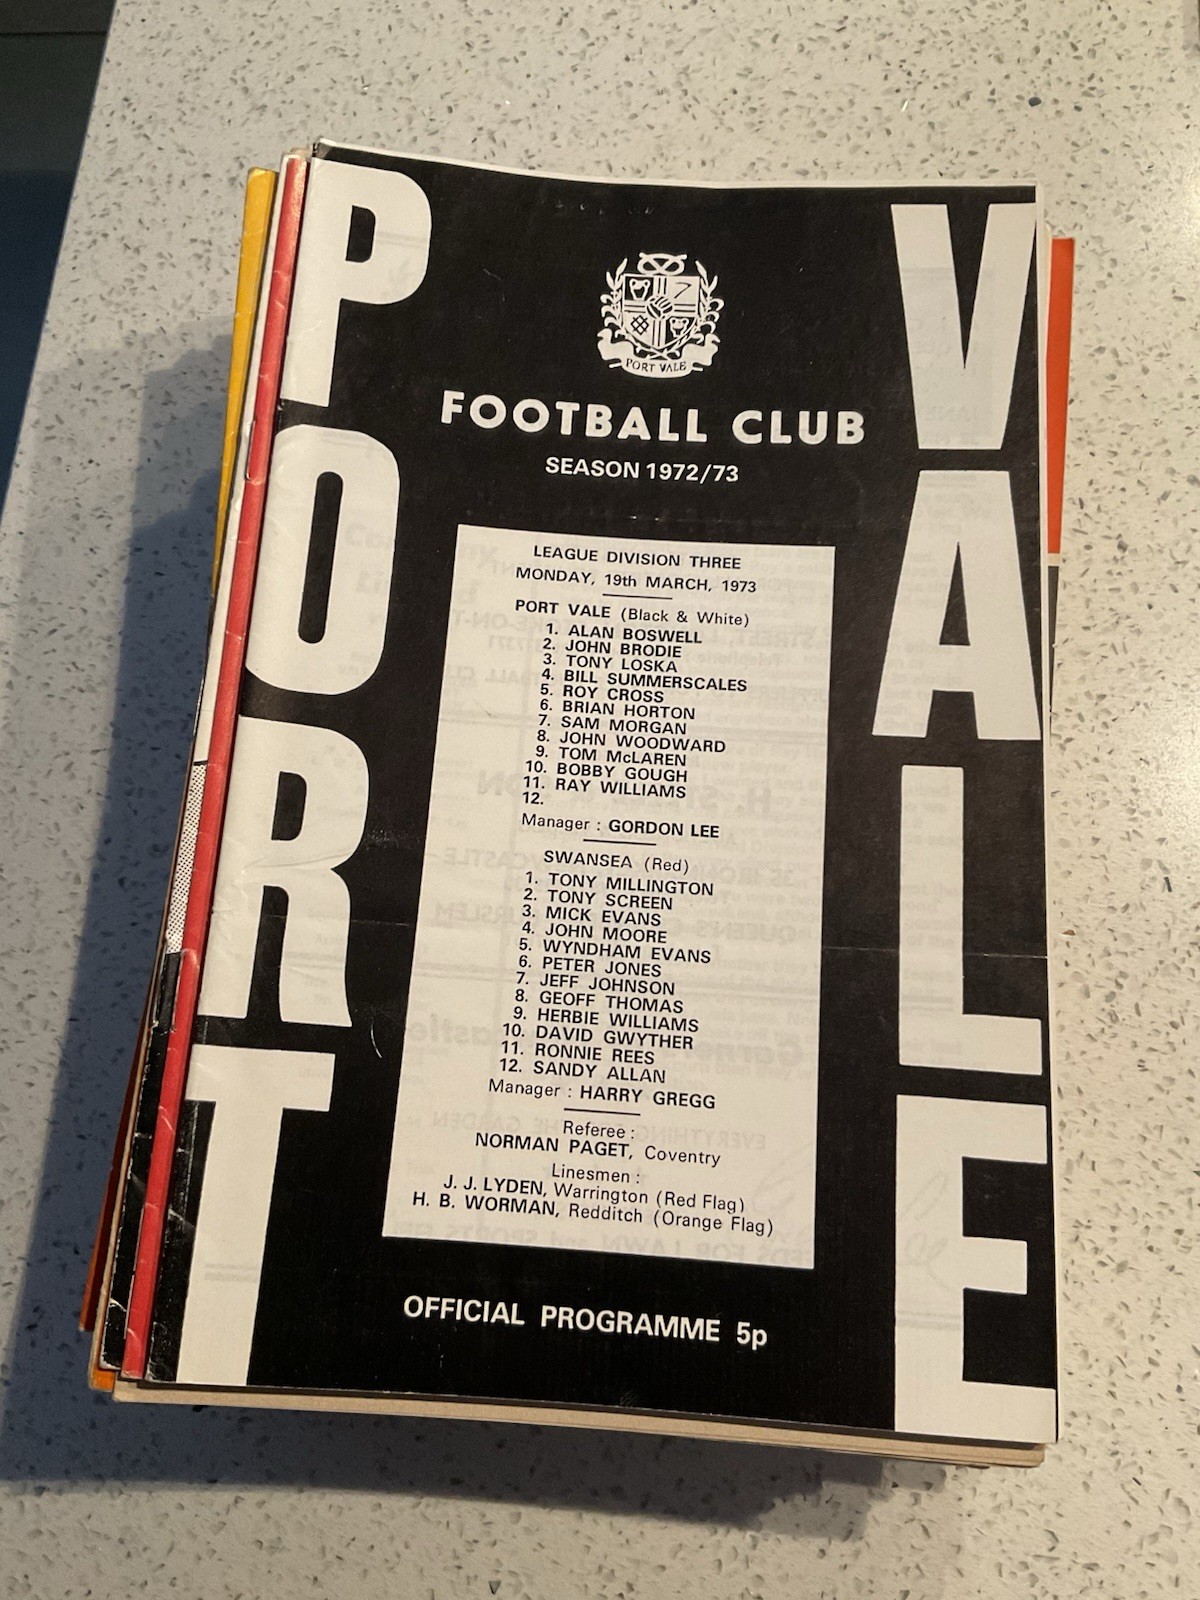 PORT
VALE
PORT VALE
FOOTBALL CLUB
SEASON 1972/73
LEAGUE DIVISION THREE
MONDAY, 19th MARCH, 1973
PORT VALE (Black & White)
1. ALAN BOSWELL
2. JOHN BRODIE
3. TONY LOSKA
4. BILL SUMMERSCALES
5. ROY CROSS
6. BRIAN HORTON
7. SAM MORGAN
8. JOHN WOODWARD
9. TOM McLAREN
10. BOBBY GOUGH
11. RAY WILLIAMS
12.
Manager : GORDON LEE
SWANSEA (Red)
1. TONY MILLINGTON
2. TONY SCREEN
3. MICK EVANS
4. JOHN MOORE
5. WYNDHAM EVANS
6. PETER JONES
7. JEFF JOHNSON
8. GEOFF THOMAS
9. HERBIE WILLIAMS
10. DAVID GWYTHER
11. RONNIE REES
12. SANDY ALLAN
Manager : HARRY GREGG
Referee :
NORMAN PAGET, Coventry
Linesmen :
J. J. LYDEN, Warrington (Red Flag)
H. B. WORMAN, Redditch (Orange Flag)
OFFICIAL PROGRAMME 5p